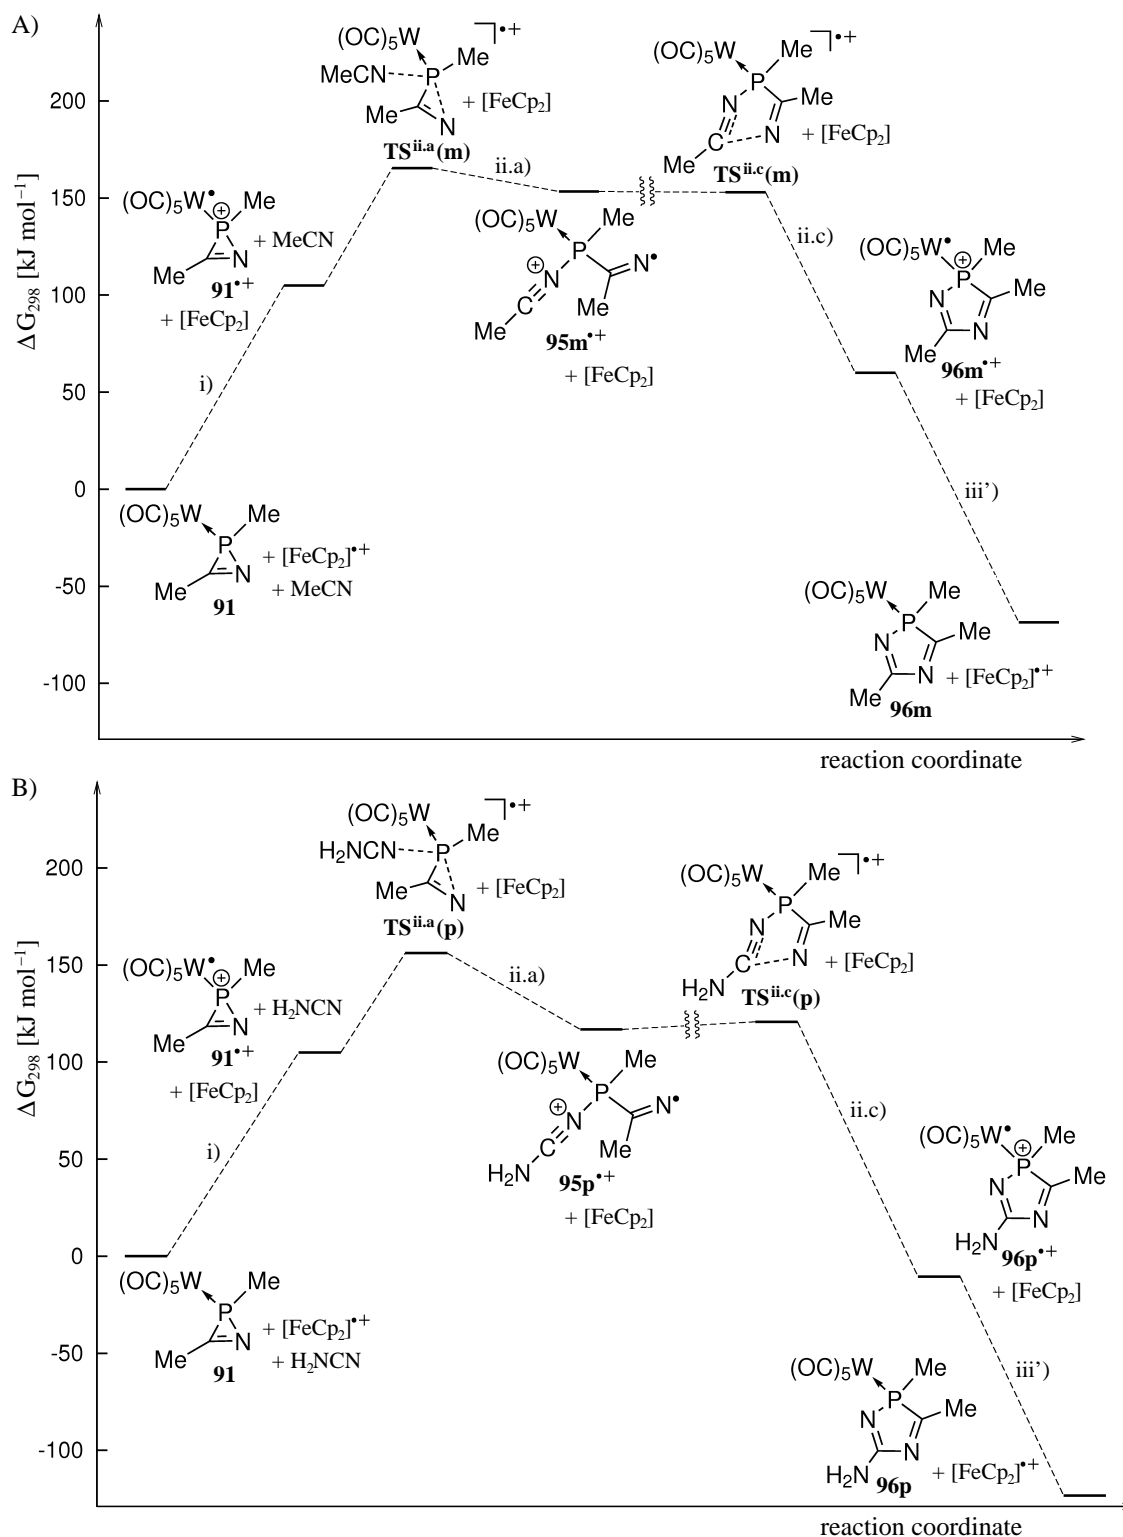 A)
ΔG298 [kJ mol−1]
200
150
100
50
0
-50
-100
(OC)5W
]•+
MeCN
P
Me
Me
N
+ [FeCp2]
TSii.a(m)
ii.a)
(OC)5W
]•+
Me
P
N
Me
C
N
+ [FeCp2]
Me
TSii.c(m)
ii.c)
(OC)5W•
Me
⊕
P
N
+ MeCN
Me
91•+
+ [FeCp2]
i)
(OC)5W
Me
P
⊕
N
N•
C
Me
Me
95m•+
+ [FeCp2]
(OC)5W•
Me
⊕
P
N
Me
N
Me
96m•+
+ [FeCp2]
iii')
(OC)5W
Me
P
N
+ [FeCp2]•+
Me
+ MeCN
91
(OC)5W
Me
P
N
Me
N
+ [FeCp2]•+
Me
96m
reaction coordinate
B)
ΔG298 [kJ mol−1]
200
150
100
50
0
-50
-100
(OC)5W
]•+
Me
H2NCN
P
Me
N
+ [FeCp2]
TSii.a(p)
ii.a)
(OC)5W
]•+
Me
P
N
Me
C
N
+ [FeCp2]
H2N
TSii.c(p)
ii.c)
(OC)5W•
Me
⊕
P
N
+ H2NCN
Me
91•+
+ [FeCp2]
i)
(OC)5W
Me
P
⊕
N
N•
C
Me
H2N
95p•+
+ [FeCp2]
(OC)5W•
Me
⊕
P
N
Me
N
H2N
96p•+
+ [FeCp2]
iii')
(OC)5W
Me
P
N
+ [FeCp2]•+
Me
+ H2NCN
91
(OC)5W
Me
P
N
Me
N
H2N
96p
+ [FeCp2]•+
reaction coordinate